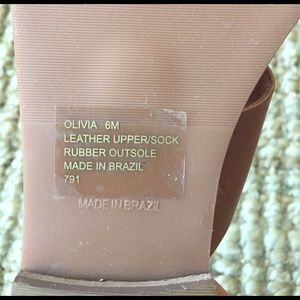 OLIVIA 6M
LEATHER UPPER/SOCK
RUBBER OUTSOLE
MADE IN BRAZIL
791
MADE IN BRAZIL